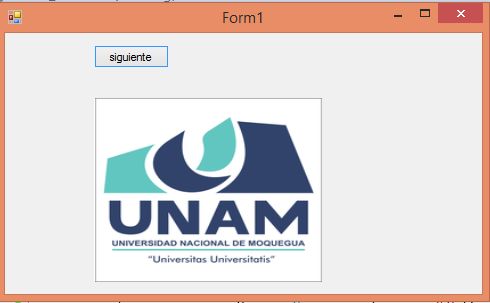 Form1
siguiente
UNAM
UNIVERSIDAD NACIONAL DE MOQUEGUA
"Universitas Universitatis"